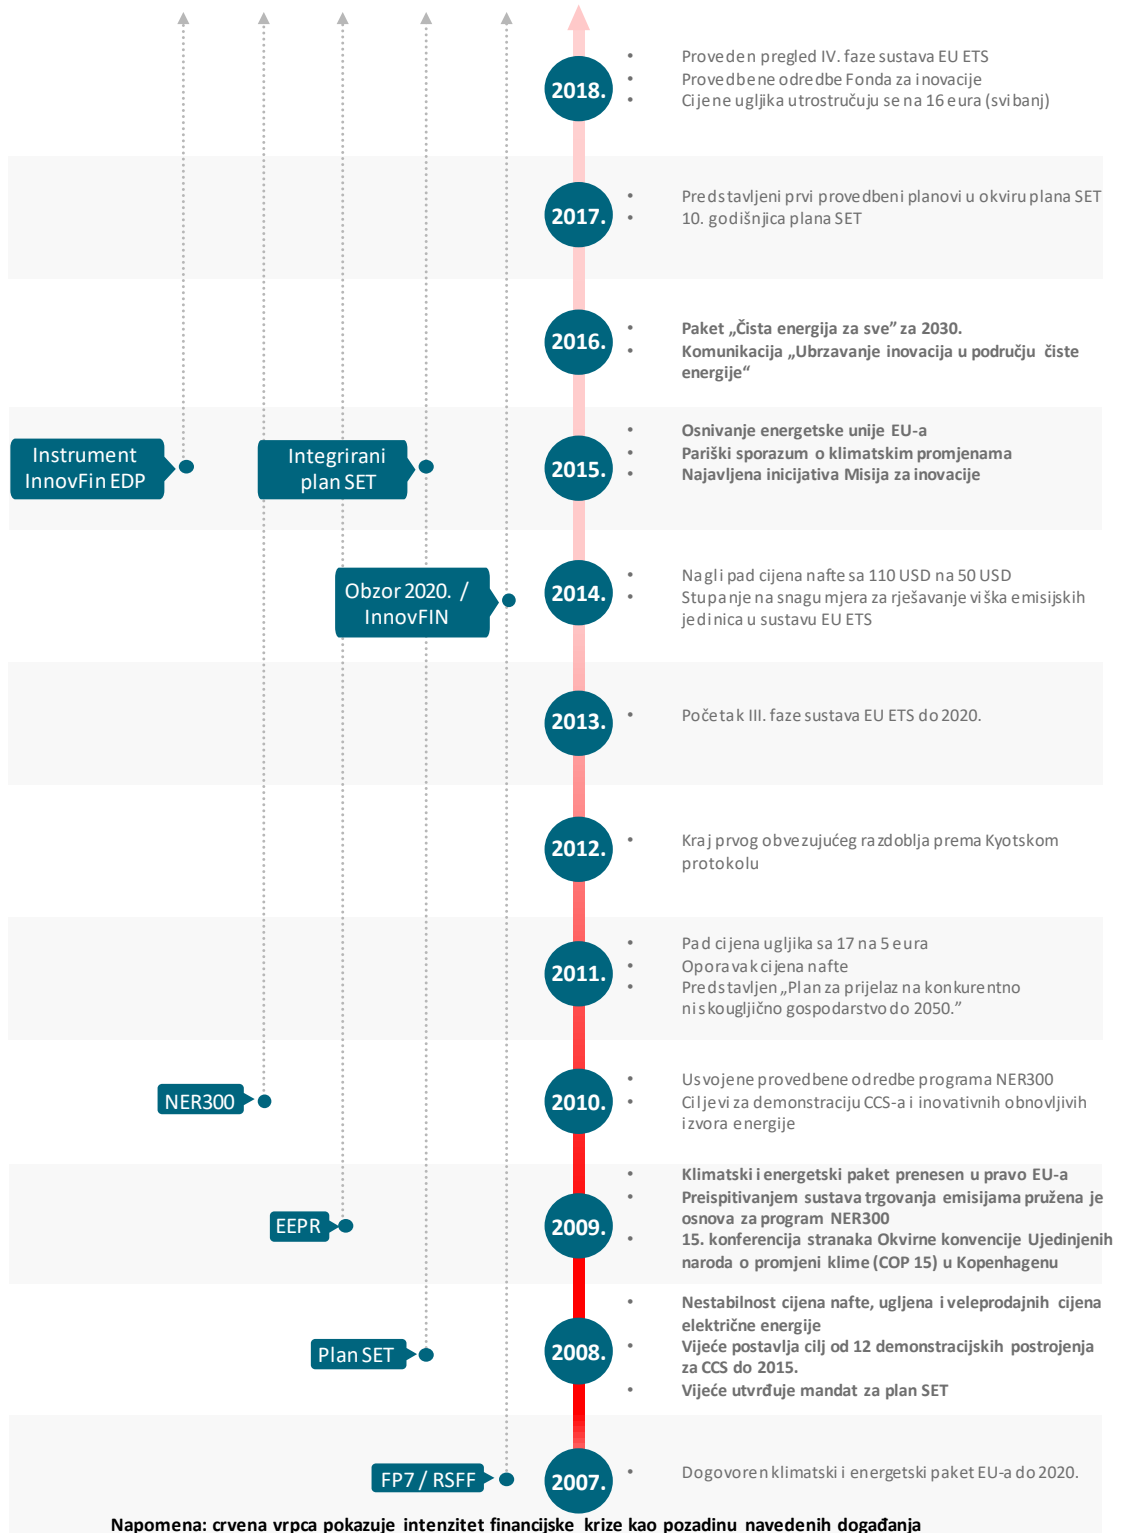 2018.
Proveden pregled IV. faze sustava EU ETS
Provedbene odredbe Fonda za inovacije
Cijene ugljika utrostručuju se na 16 eura (svibanj)
2017.
Predstavljeni prvi provedbeni planovi u okviru plana SET
10. godišnjica plana SET
2016.
Paket „Čista energija za sve” za 2030.
Komunikacija „Ubrzavanje inovacija u području čiste
energije“
Instrument
InnovFin EDP
Integrirani
plan SET
2015.
Osnivanje energetske unije EU-a
Pariški sporazum o klimatskim promjenama
Najavljena inicijativa Misija za inovacije
Obzor 2020. /
InnovFIN
2014.
Nagli pad cijena nafte sa 110 USD na 50 USD
Stupanje na snagu mjera za rješavanje viška emisijskih
jedinica u sustavu EU ETS
2013.
Početak III. faze sustava EU ETS do 2020.
2012.
Kraj prvog obvezujućeg razdoblja prema Kyotskom
protokolu
2011.
Pad cijena ugljika sa 17 na 5 eura
Oporavak cijena nafte
Predstavljen „Plan za prijelaz na konkurentno
niskougljično gospodarstvo do 2050.”
NER300
2010.
Usvojene provedbene odredbe programa NER300
Ciljevi za demonstraciju CCS-a i inovativnih obnovljivih
izvora energije
EEPR
2009.
Klimatski i energetski paket prenesen u pravo EU-a
Preispitivanjem sustava trgovanja emisijama pružena je
osnova za program NER300
15. konferencija stranaka Okvirne konvencije Ujedinjenih
naroda o promjeni klime (COP 15) u Kopenhagenu
Plan SET
2008.
Nestabilnost cijena nafte, ugljena i veleprodajnih cijena
električne energije
Vijeće postavlja cilj od 12 demonstracijskih postrojenja
za CCS do 2015.
Vijeće utvrđuje mandat za plan SET
FP7 / RSFF
2007.
Dogovoren klimatski i energetski paket EU-a do 2020.
Napomena: crvena vrpca pokazuje intenzitet financijske krize kao pozadinu navedenih događanja